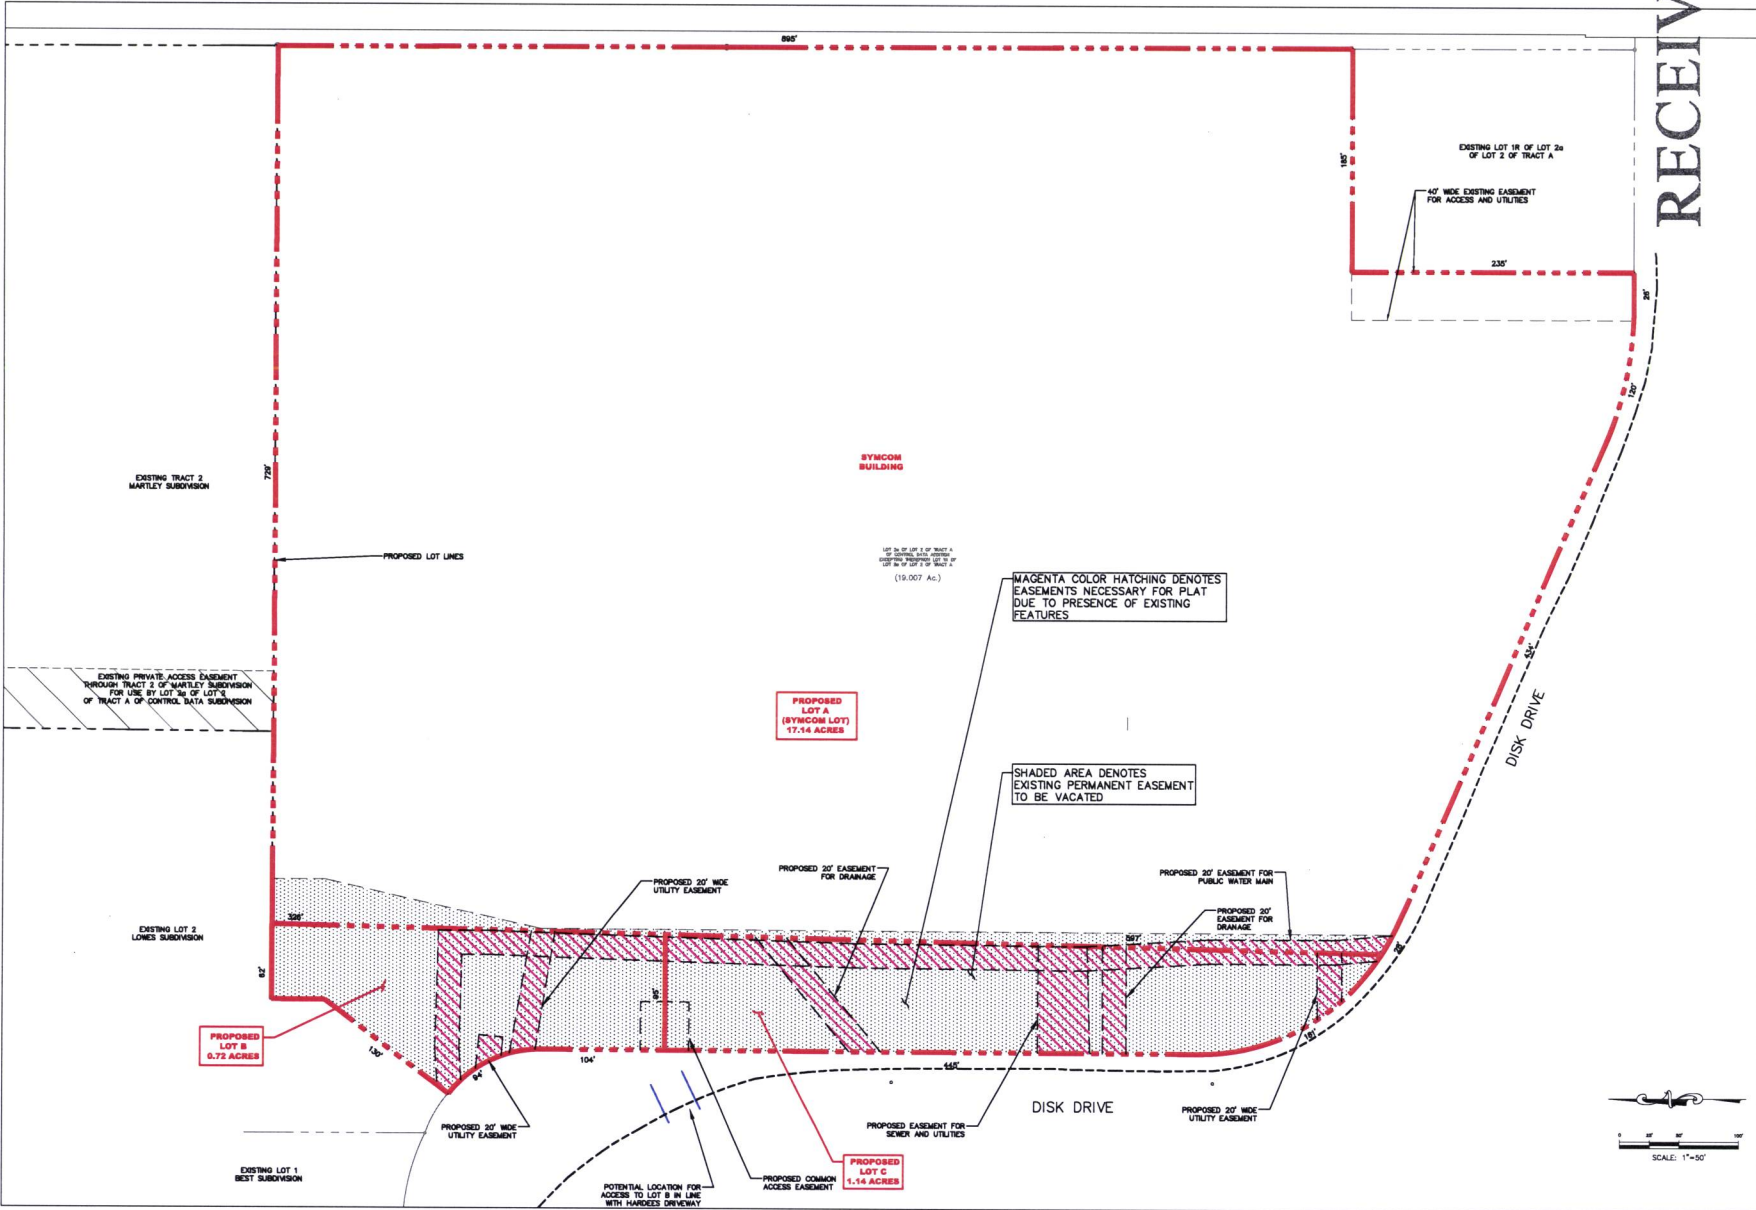 RECEIV
895'
EXISTING LOT 1R OF LOT 2a
OF LOT 2 OF TRACT A
185'
40' WIDE EXISTING EASEMENT
FOR ACCESS AND UTILITIES
235'
120'
SYMCOM
BUILDING
EXISTING TRACT 2
MARTLEY SUBDIVISION
729'
PROPOSED LOT LINES
(19.007 Ac.)
MAGENTA COLOR HATCHING DENOTES
EASEMENTS NECESSARY FOR PLAT
DUE TO PRESENCE OF EXISTING
FEATURES
434'
DISK DRIVE
EXISTING PRIVATE ACCESS EASEMENT
THROUGH TRACT 2 OF MARTLEY SUBDIVISION
FOR USE BY LOT 2a OF LOT 2
OF TRACT A OF CONTROL DATA SUBDIVISION
PROPOSED
LOT A
(SYMCOM LOT)
17.14 ACRES
SHADED AREA DENOTES
EXISTING PERMANENT EASEMENT
TO BE VACATED
PROPOSED 20' WIDE
UTILITY EASEMENT
PROPOSED 20' EASEMENT
FOR DRAINAGE
PROPOSED 20' EASEMENT FOR
PUBLIC WATER MAIN
PROPOSED 20'
EASEMENT FOR
DRANAGE
EXISTING LOT 2
LOWES SUBDIVISION
PROPOSED
LOT B
0.72 ACRES
130'
104'
445'
181'
DISK DRIVE
PROPOSED 20' WIDE
UTILITY EASEMENT
PROPOSED EASEMENT FOR
SEWER AND UTILITIES
PROPOSED 20' WIDE
UTILITY EASEMENT
EXISTING LOT 1
BEST SUBDIVISION
POTENTIAL LOCATION FOR
ACCESS TO LOT B IN LINE
WITH HARDEES DRIVEWAY
PROPOSED COMMON
ACCESS EASEMENT
PROPOSED
LOT C
1.14 ACRES
SCALE: 1"=50'